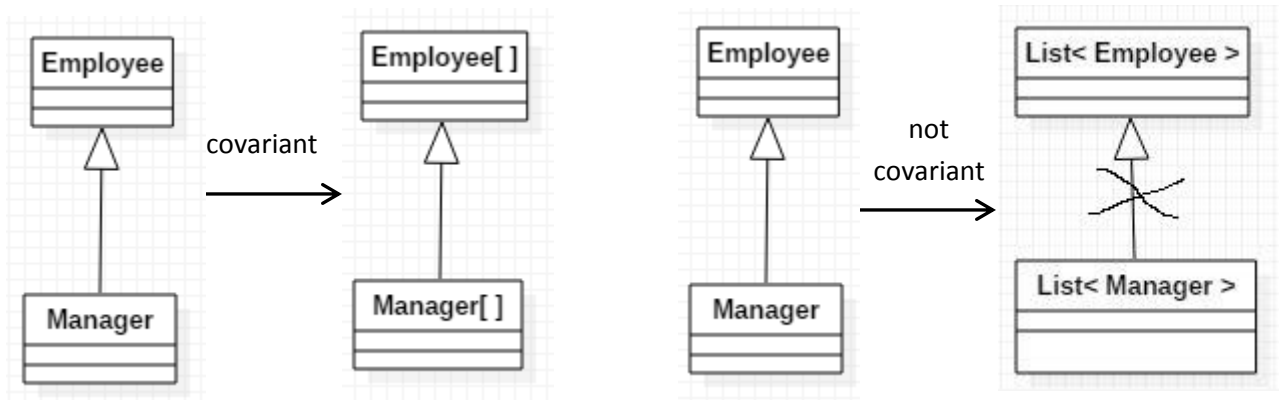 Employee
Employee[ ]
covariant
Manager
Manager[ ]
Employee
List< Employee >
not
covariant
Manager
List< Manager >